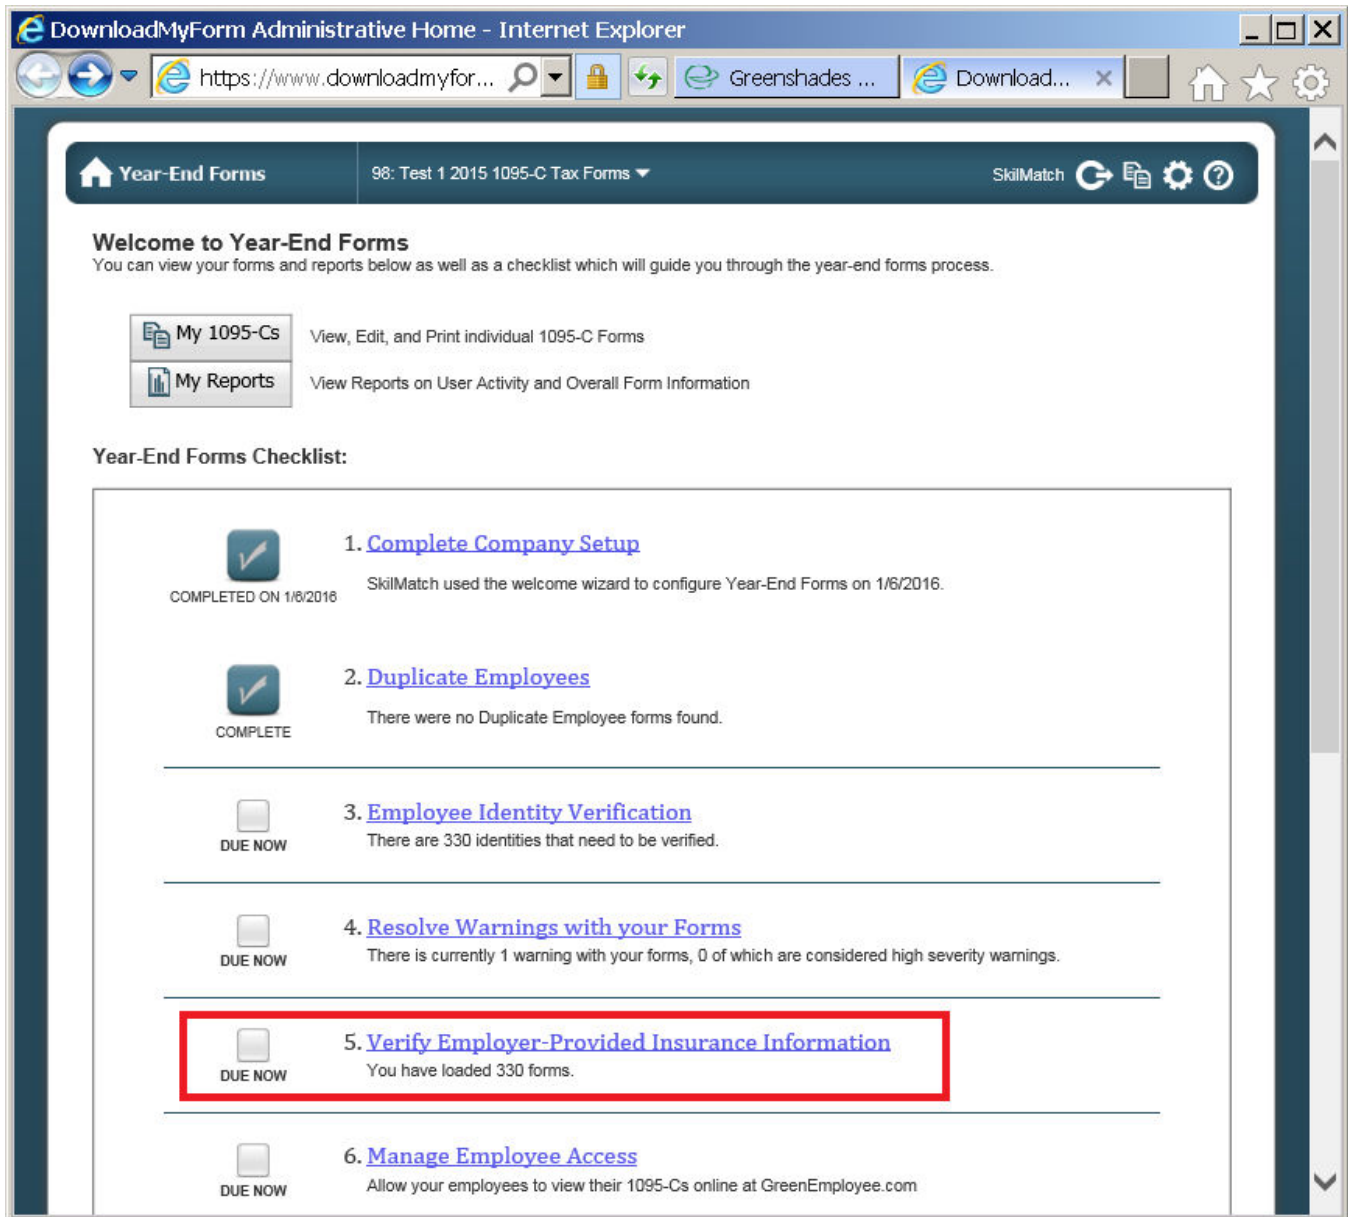 DownloadMyForm Administrative Home - Internet Explorer
https://www.downloadmyfor...
Greenshades ...
Download...
Year-End Forms
98: Test 1 2015 1095-C Tax Forms
SkilMatch
Welcome to Year-End Forms
You can view your forms and reports below as well as a checklist which will guide you through the year-end forms process.
My 1095-Cs
View, Edit, and Print individual 1095-C Forms
My Reports
View Reports on User Activity and Overall Form Information
Year-End Forms Checklist:
1. Complete Company Setup
SkilMatch used the welcome wizard to configure Year-End Forms on 1/6/2016.
COMPLETED ON 1/6/2016
2. Duplicate Employees
There were no Duplicate Employee forms found.
COMPLETE
3. Employee Identity Verification
There are 330 identities that need to be verified.
DUE NOW
4. Resolve Warnings with your Forms
There is currently 1 warning with your forms, 0 of which are considered high severity warnings.
DUE NOW
5. Verify Employer-Provided Insurance Information
You have loaded 330 forms.
DUE NOW
6. Manage Employee Access
Allow your employees to view their 1095-Cs online at GreenEmployee.com
DUE NOW